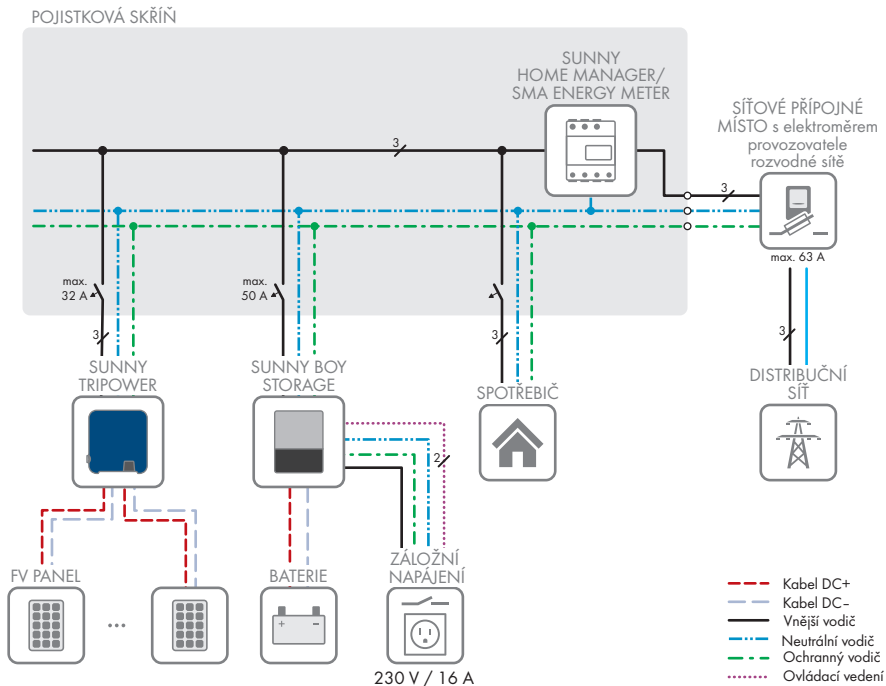 POJISTKOVÁ SKŘÍŇ
SUNNY
HOME MANAGER/
SMA ENERGY METER
SÍŤOVÉ PŘÍPOJNÉ
MÍSTO s elektroměrem
provozovatele
rozvodné sítě
3
3
max. 63 A
max.
32 A
max.
50 A
3
3
3
SUNNY
TRIPOWER
SUNNY BOY
STORAGE
SPOTŘEBIČ
DISTRIBUČNÍ
SÍŤ
2
FV PANEL
...
BATERIE
+ -
ZÁLOŽNÍ
NAPÁJENÍ
230 V / 16 A
Kabel DC+
Kabel DC–
Vnější vodič
Neutrální vodič
Ochranný vodič
Ovládací vedení